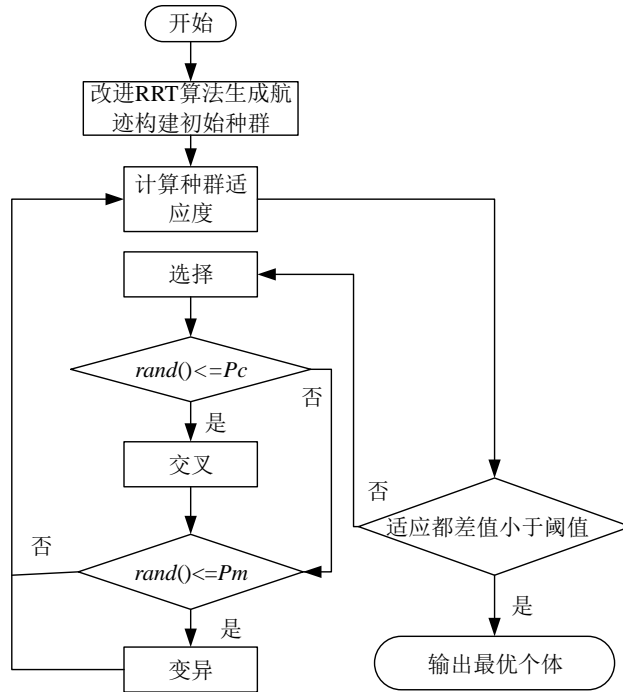 开始
改进RRT算法生成航
迹构建初始种群
计算种群适
应度
选择
rand()<=Pc
否
是
交叉
否
适应都差值小于阈值
否
rand()<=Pm
是
是
变异
输出最优个体